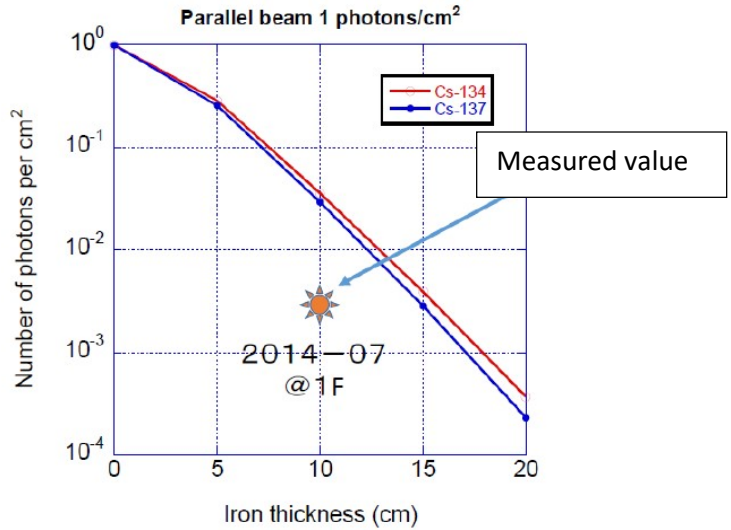 Parallel beam 1 photons/cm²
Number of photons per cm²
10⁰
10⁻¹
10⁻²
10⁻³
10⁻⁴
Cs-134
Cs-137
Measured value
2014－07
@1F
0
5
10
15
20
Iron thickness (cm)